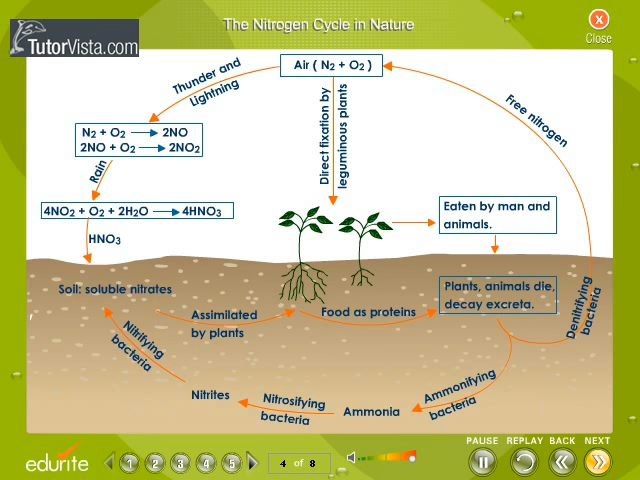 The Nitrogen Cycle in Nature
X
Close
TutorVista.com
Air ( N2 + O2 )
Thunder and
Lightning
Direct fixation by
leguminous plants
Free nitrogen
N2 + O2 → 2NO
2NO + O2 → 2NO2
Rain
4NO2 + O2 + 2H2O → 4HNO3
HNO3
Eaten by man and
animals.
Soil: soluble nitrates
Plants, animals die,
decay excreta.
Assimilated
by plants
Food as proteins
Denitrifying
bacteria
Nitrifying
bacteria
Nitrites
Nitrosifying
bacteria
Ammonia
Ammonifying
bacteria
edurite
1 2 3 4 5
4 of 8
PAUSE REPLAY BACK NEXT